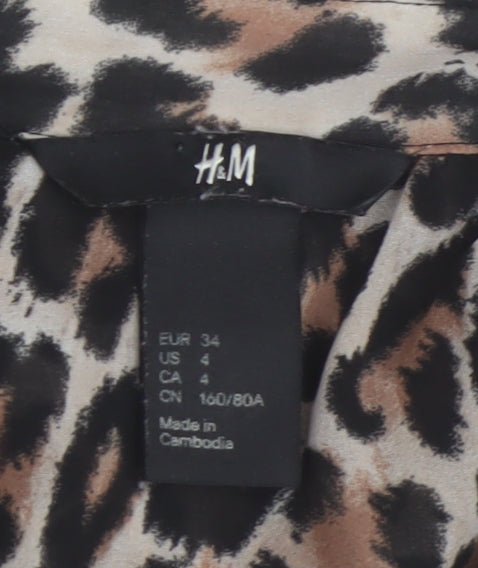 H&M
EUR 34
US 4
CA 4
CN 160/80A
Made in
Cambodia